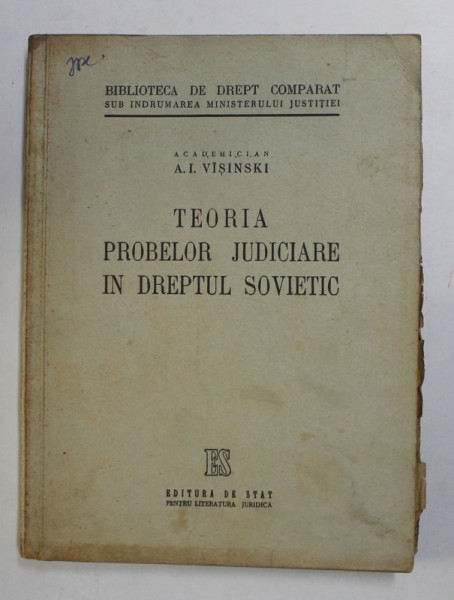 BIBLIOTECA DE DREPT COMPARAT
SUB INDRUMAREA MINISTERULUI JUSTIȚIEI
ACADEMICIAN
A.I. VÎȘINSKI
TEORIA
PROBELOR JUDICIARE
IN DREPTUL SOVIETIC
ES
EDITURA DE STAT
PENTRU LITERATURA JURIDICA